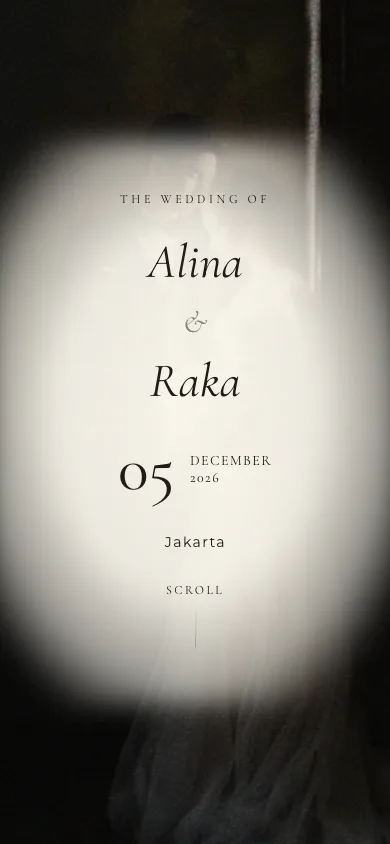 THE WEDDING OF
Alina
&
Raka
05 DECEMBER
2026
Jakarta
SCROLL